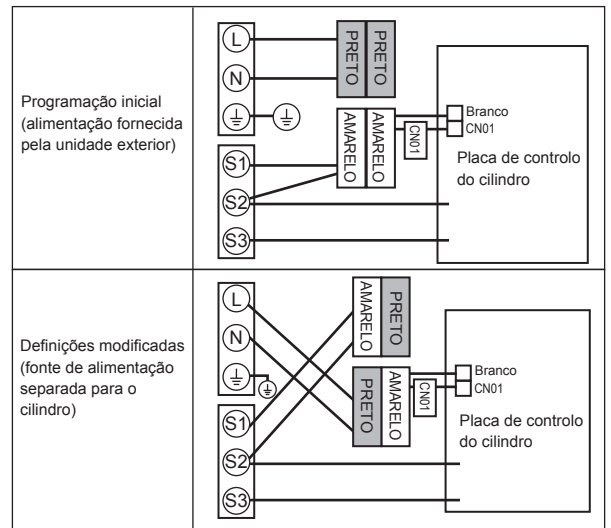 Programação inicial
(alimentação fornecida
pela unidade exterior)
L
N
S1
S2
S3
PRETO
PRETO
AMARELO
AMARELO
CN01
Branco
CN01
Placa de controlo
do cilindro
Definições modificadas
(fonte de alimentação
separada para o
cilindro)
L
N
S1
S2
S3
AMARELO
PRETO
PRETO
AMARELO
CN01
Branco
CN01
Placa de controlo
do cilindro